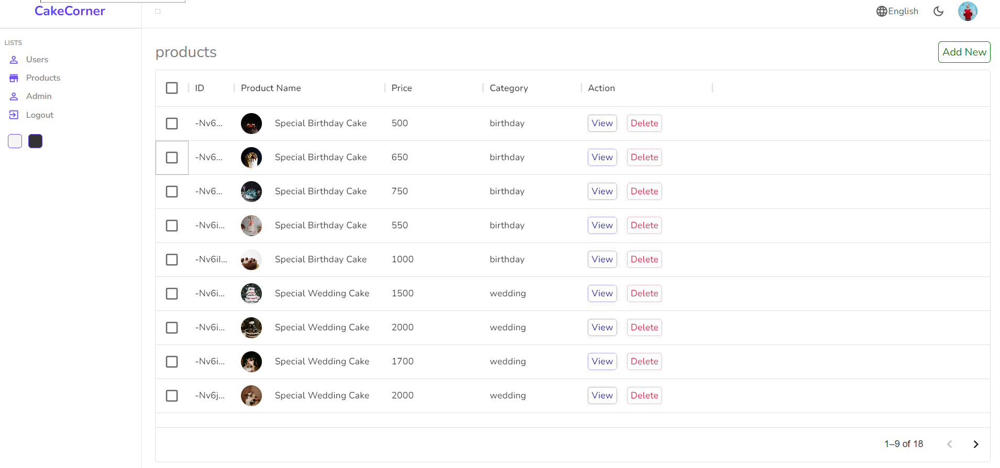 CakeCorner
English
LISTS
Users
Products
Admin
Logout
products
Add New
ID Product Name Price Category Action
-Nv6... Special Birthday Cake 500 birthday View Delete
-Nv6... Special Birthday Cake 650 birthday View Delete
-Nv6... Special Birthday Cake 750 birthday View Delete
-Nv6i... Special Birthday Cake 550 birthday View Delete
-Nv6iI... Special Birthday Cake 1000 birthday View Delete
-Nv6i... Special Wedding Cake 1500 wedding View Delete
-Nv6i... Special Wedding Cake 2000 wedding View Delete
-Nv6i... Special Wedding Cake 1700 wedding View Delete
-Nv6j... Special Wedding Cake 2000 wedding View Delete
1–9 of 18